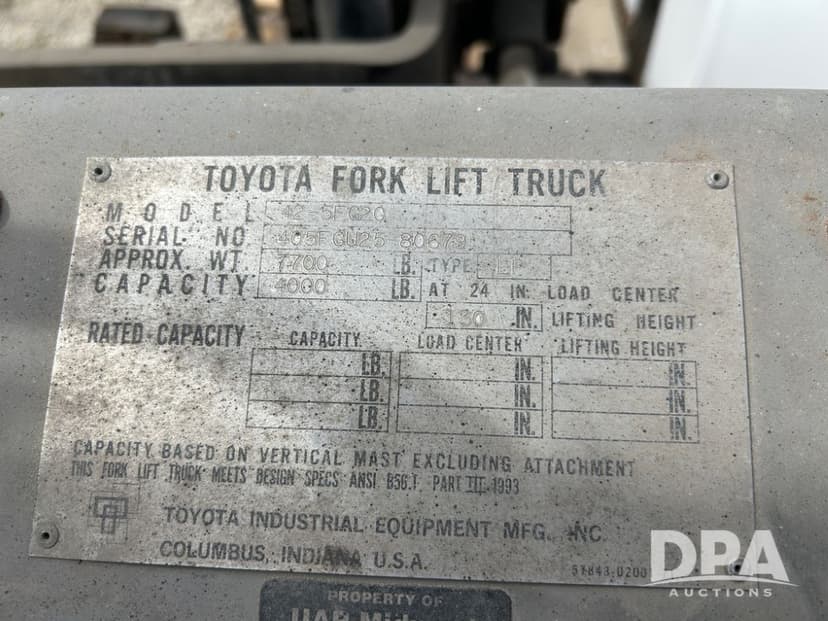 TOYOTA FORK LIFT TRUCK
MODEL 42-5FG20
SERIAL NO 405FGU25-80679
APPROX. WT 7700 LB. TYPE LP
CAPACITY 4000 LB. AT 24 IN. LOAD CENTER
130 IN. LIFTING HEIGHT
RATED CAPACITY CAPACITY LOAD CENTER LIFTING HEIGHT
LB. IN. IN.
LB. IN. IN.
LB. IN. IN.
CAPACITY BASED ON VERTICAL MAST EXCLUDING ATTACHMENT
THIS FORK LIFT TRUCK MEETS DESIGN SPECS ANSI B56.1 PART III-1993
TOYOTA INDUSTRIAL EQUIPMENT MFG., INC.
COLUMBUS, INDIANA U.S.A.
57843-0200
PROPERTY OF
DPA
AUCTIONS